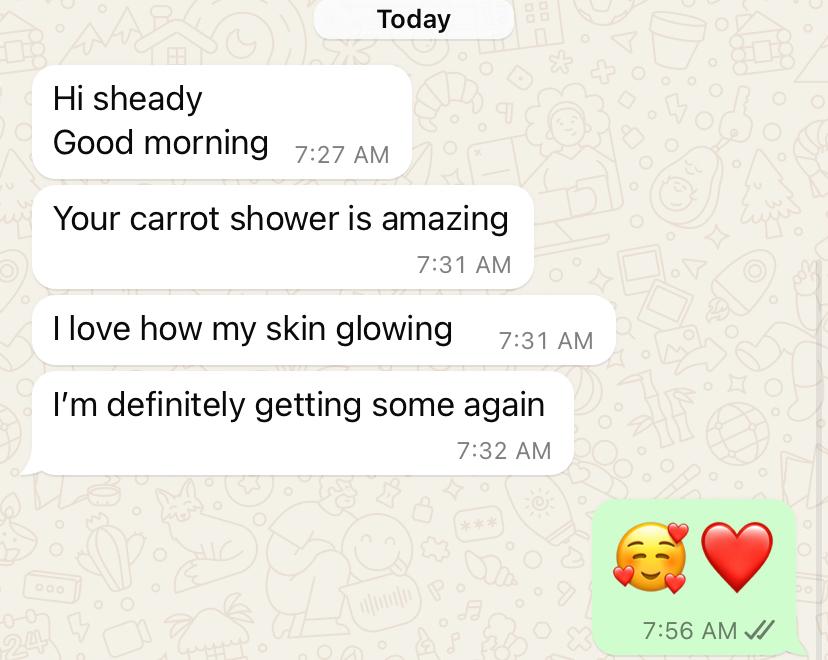 Today
Hi sheady
Good morning
7:27 AM
Your carrot shower is amazing
7:31 AM
I love how my skin glowing
7:31 AM
I’m definitely getting some again
7:32 AM
🥰❤️
7:56 AM